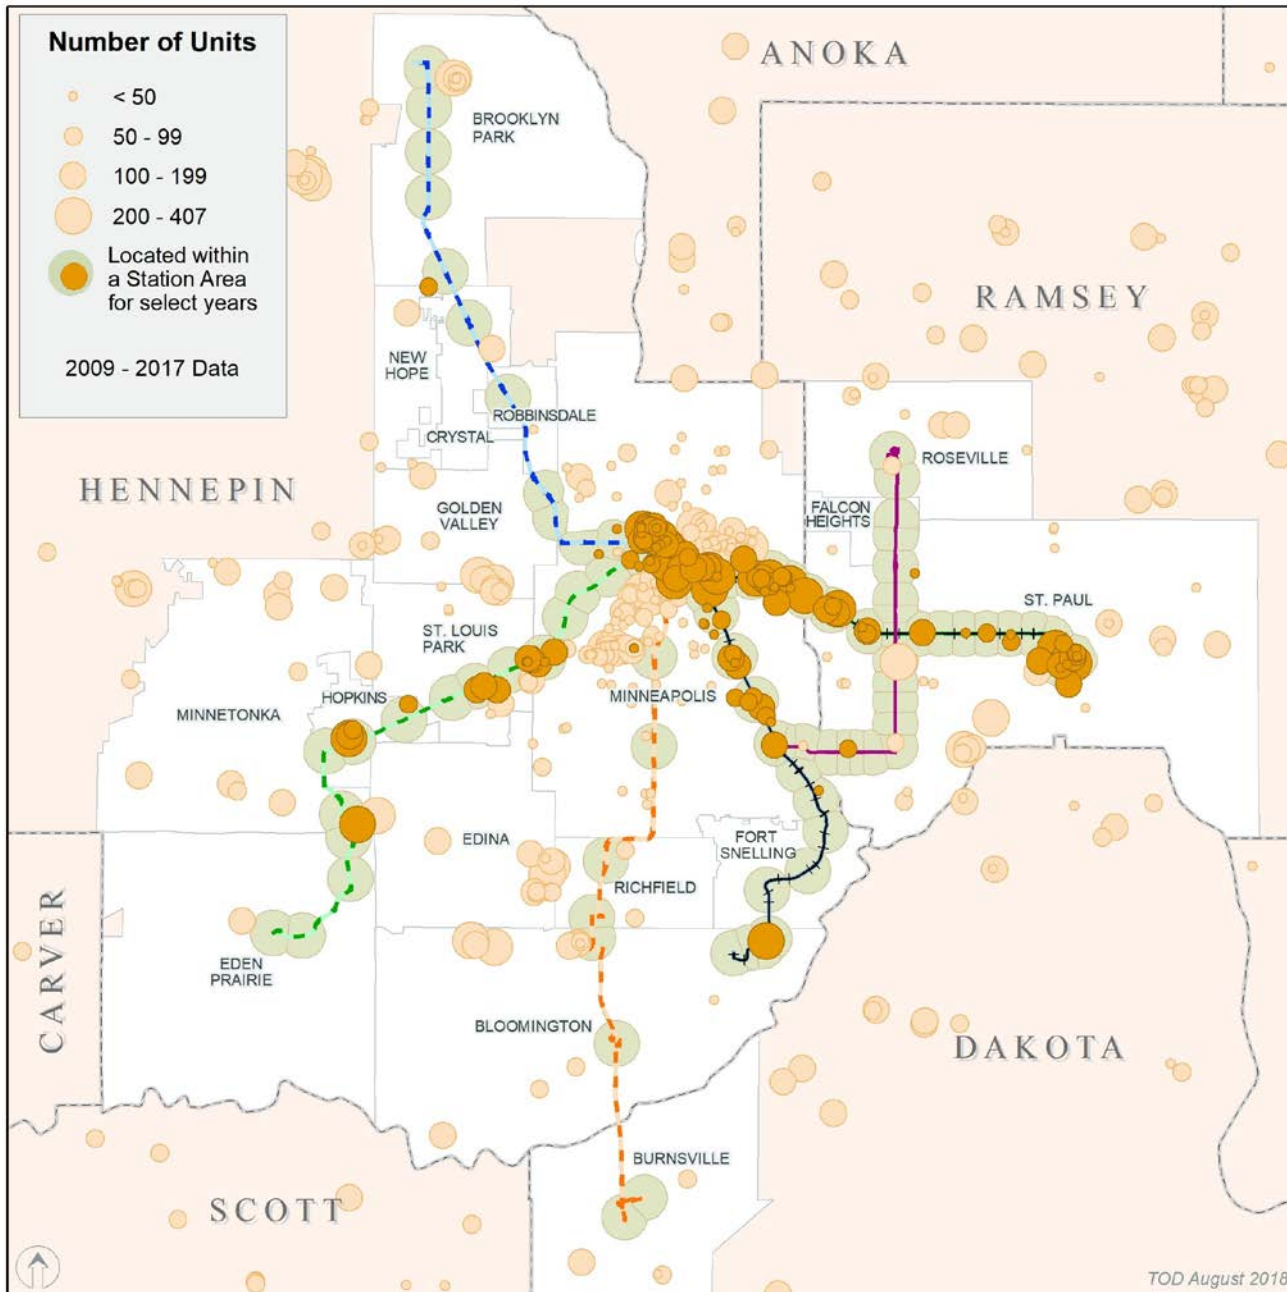 Number of Units
< 50
50 - 99
100 - 199
200 - 407
Located within
a Station Area
for select years
2009 - 2017 Data
ANOKA
BROOKLYN
PARK
RAMSEY
NEW
HOPE
ROBBINSDALE
CRYSTAL
ROSEVILLE
HENNEPIN
GOLDEN
VALLEY
FALCON
HEIGHTS
ST. PAUL
ST. LOUIS
PARK
HOPKINS
MINNEAPOLIS
MINNETONKA
EDINA
FORT
SNELLING
RICHFIELD
CARVER
EDEN
PRAIRIE
BLOOMINGTON
DAKOTA
BURNSVILLE
SCOTT
TOD August 2018